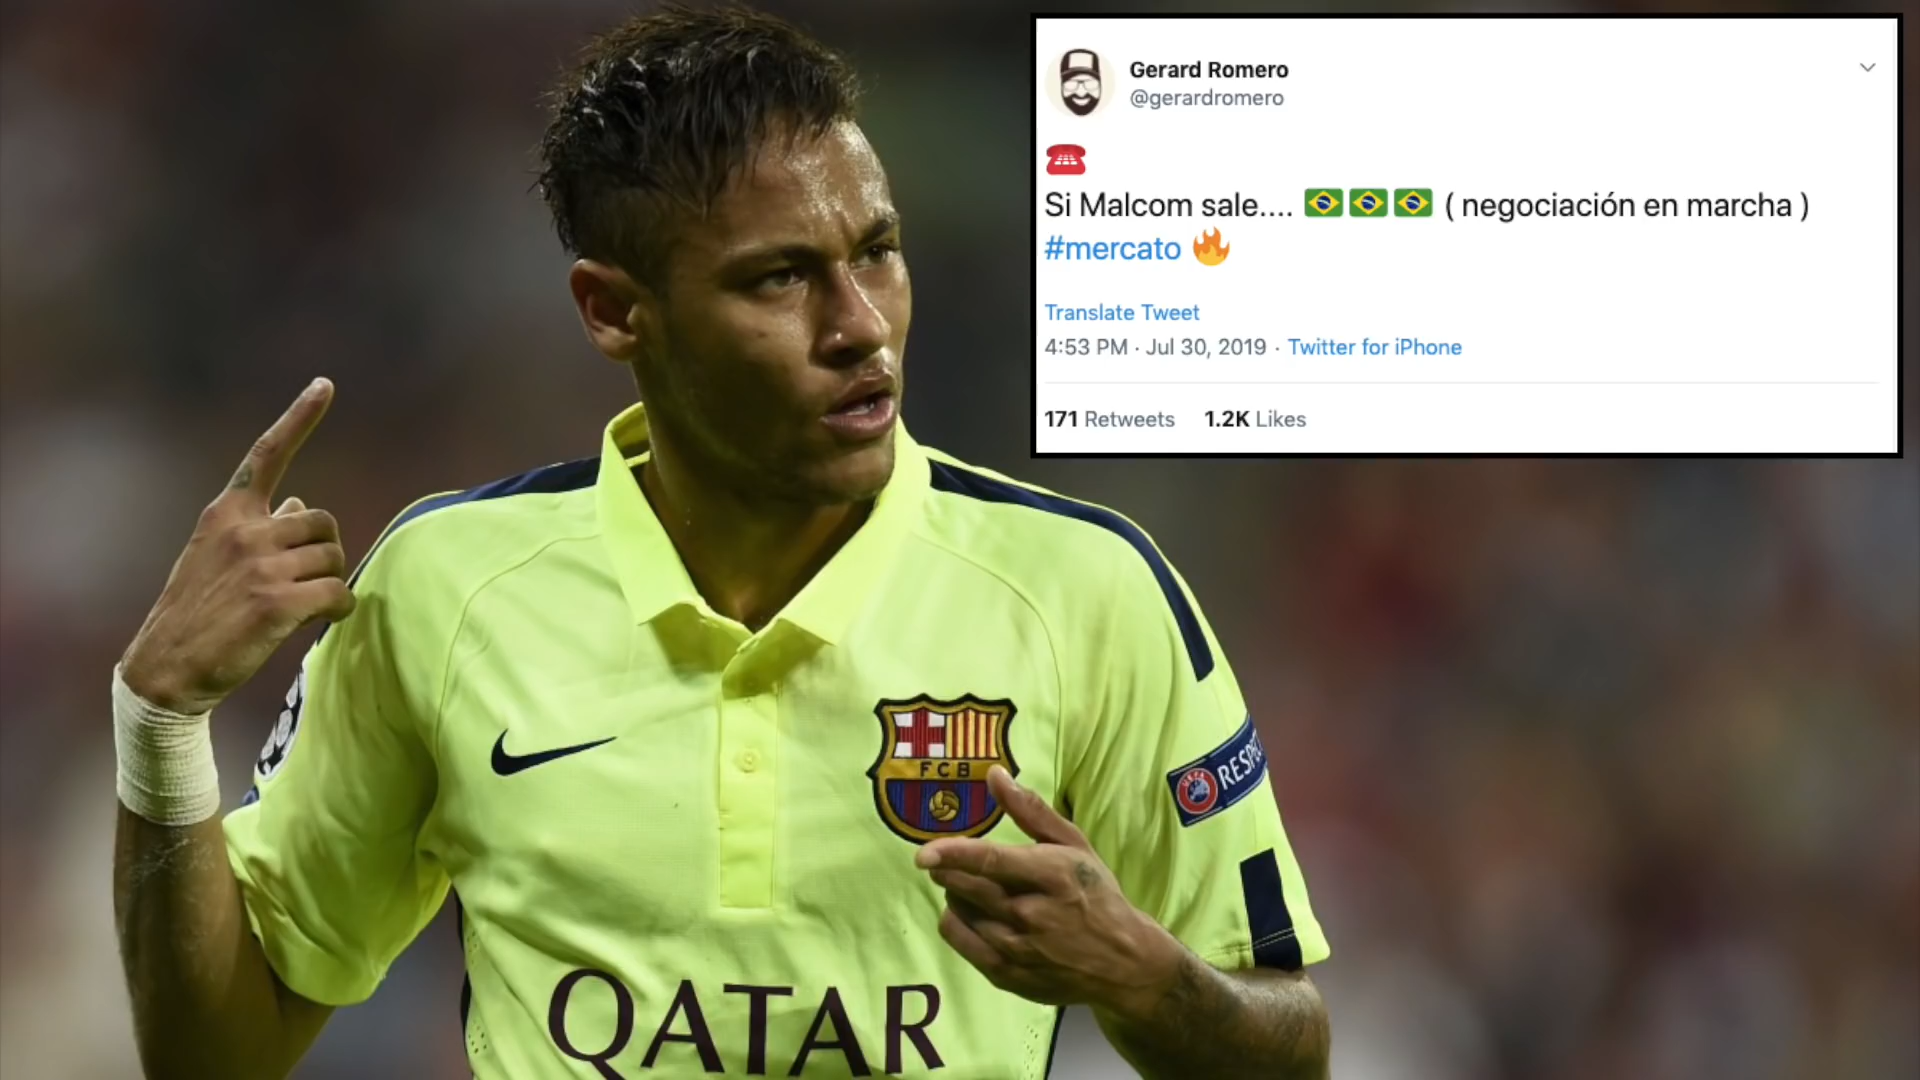 Gerard Romero
@gerardromero
☎️
Si Malcom sale.... 🇧🇷🇧🇷🇧🇷 ( negociación en marcha )
#mercato 🔥
Translate Tweet
4:53 PM · Jul 30, 2019 · Twitter for iPhone
171 Retweets 1.2K Likes
FCB
UEFA
QATAR